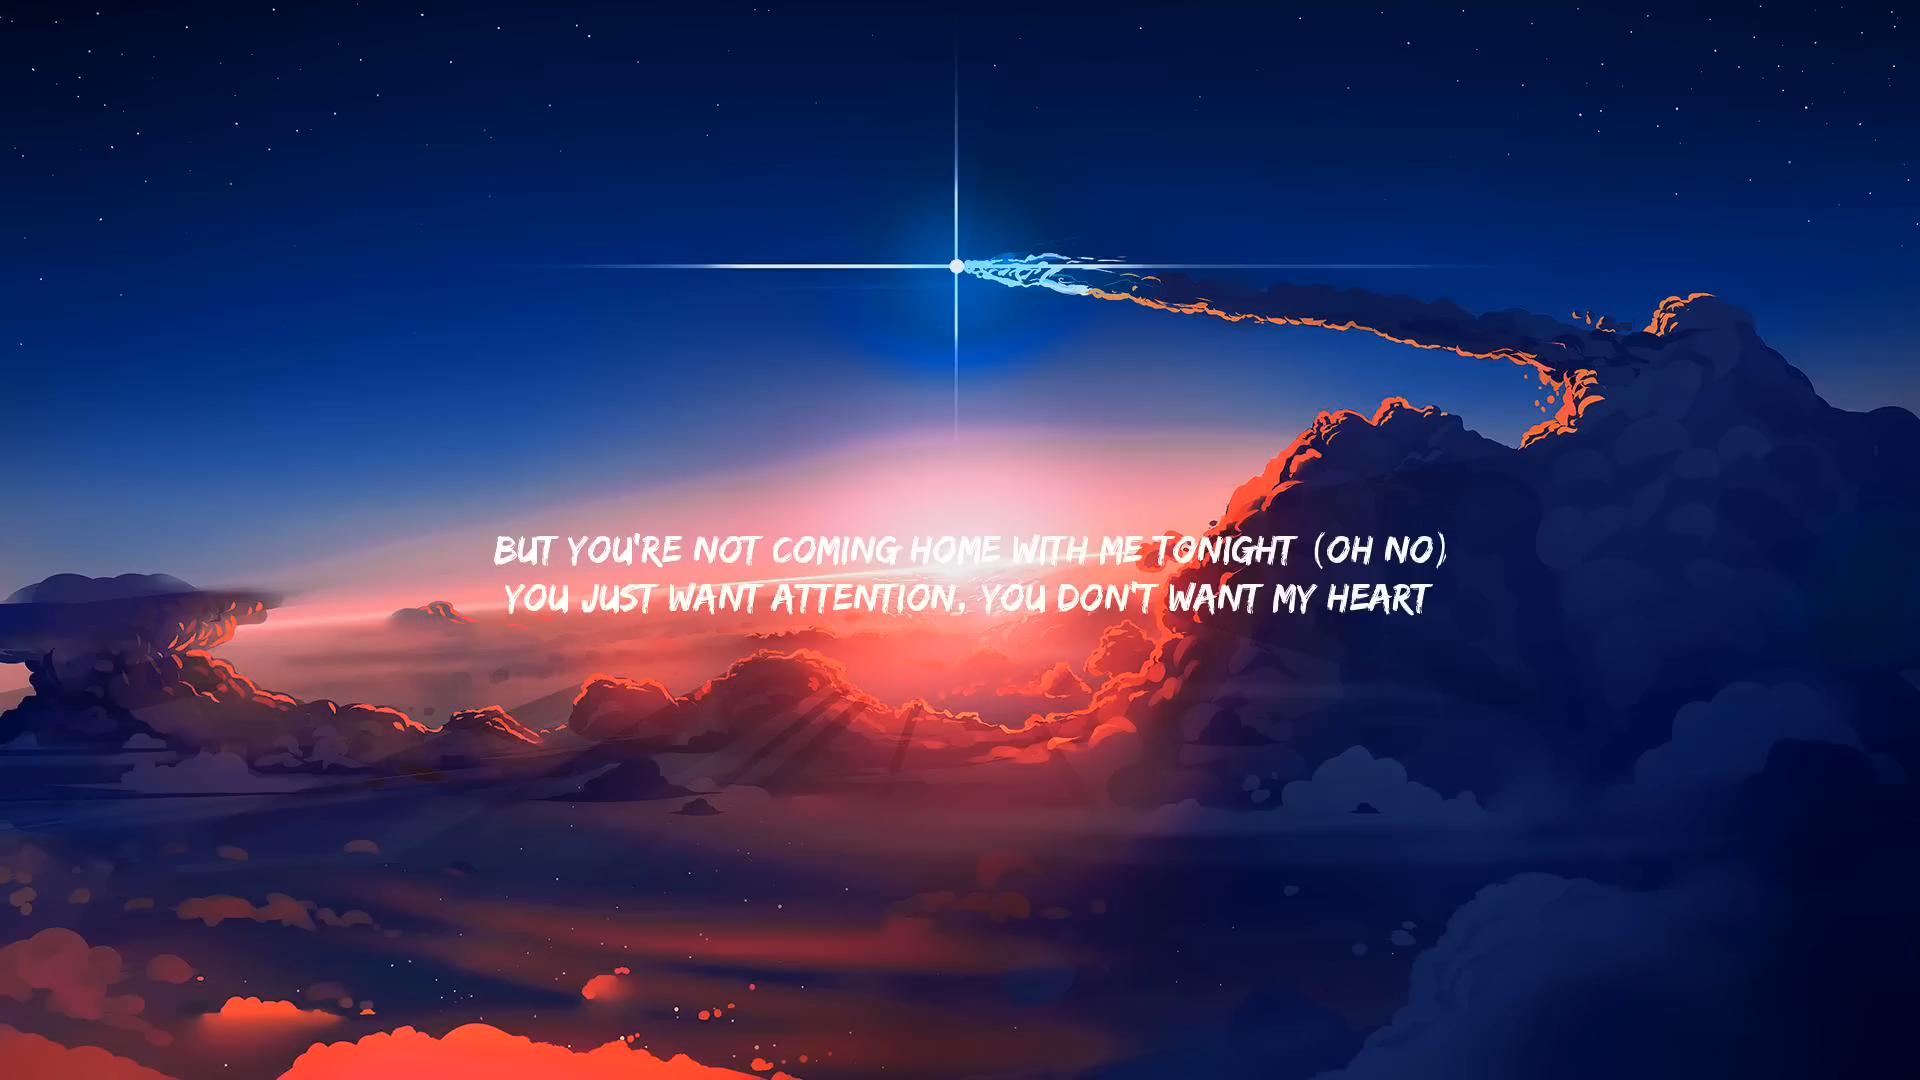 BUT YOU'RE NOT COMING HOME WITH ME TONIGHT (OH NO)
YOU JUST WANT ATTENTION, YOU DON'T WANT MY HEART